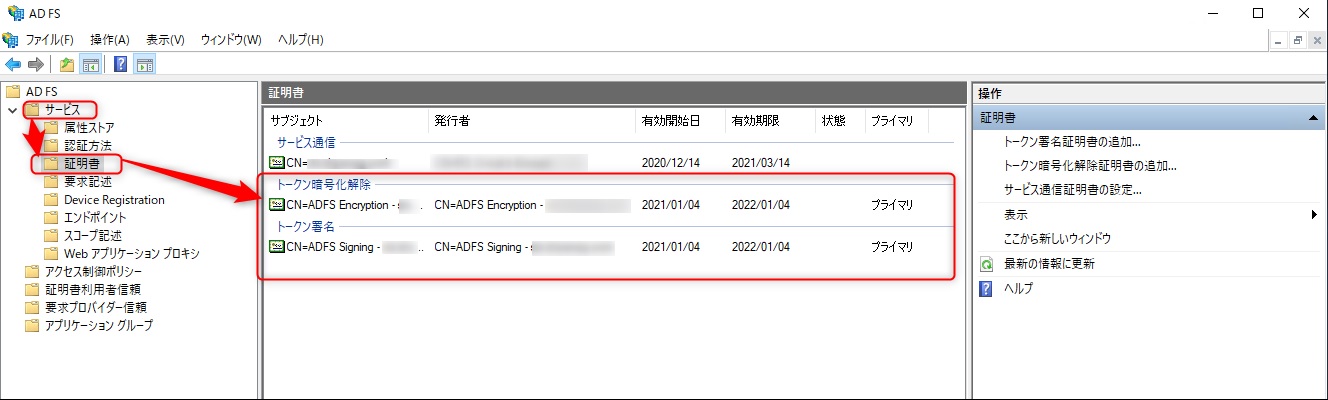 AD FS
ファイル(F) 操作(A) 表示(V) ウィンドウ(W) ヘルプ(H)
AD FS
サービス
属性ストア
認証方法
証明書
要求記述
Device Registration
エンドポイント
スコープ記述
Web アプリケーション プロキシ
アクセス制御ポリシー
証明書利用者信頼
要求プロバイダー信頼
アプリケーション グループ
証明書
サブジェクト 発行者 有効開始日 有効期限 状態 プライマリ
サービス通信
CN= 2020/12/14 2021/03/14
トークン暗号化解除
CN=ADFS Encryption - .. CN=ADFS Encryption - 2021/01/04 2022/01/04 プライマリ
トークン署名
CN=ADFS Signing - .. CN=ADFS Signing - 2021/01/04 2022/01/04 プライマリ
操作
証明書
トークン署名証明書の追加...
トークン暗号化解除証明書の追加...
サービス通信証明書の設定...
表示
ここから新しいウィンドウ
最新の情報に更新
ヘルプ